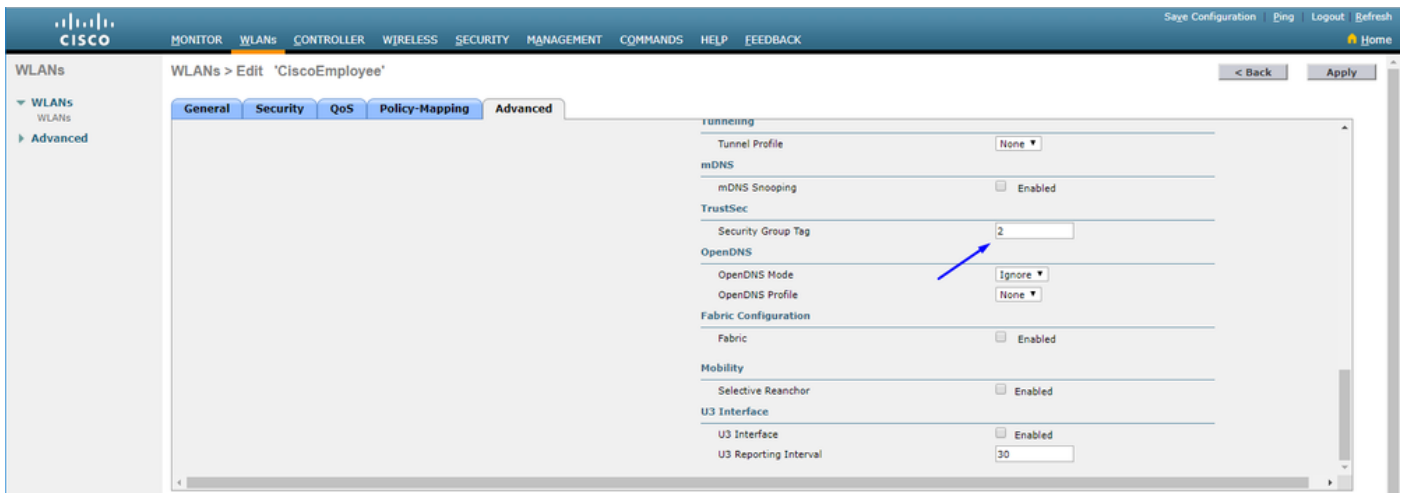 Save Configuration Ping Logout Refresh
CISCO MONITOR WLANs CONTROLLER WIRELESS SECURITY MANAGEMENT COMMANDS HELP FEEDBACK Home
WLANs
WLANs > Edit 'CiscoEmployee' < Back Apply
WLANs
WLANs
Advanced
General Security QoS Policy-Mapping Advanced
Tunneling
Tunnel Profile None
mDNS
mDNS Snooping Enabled
TrustSec
Security Group Tag 2
OpenDNS
OpenDNS Mode Ignore
OpenDNS Profile None
Fabric Configuration
Fabric Enabled
Mobility
Selective Reanchor Enabled
U3 Interface
U3 Interface Enabled
U3 Reporting Interval 30